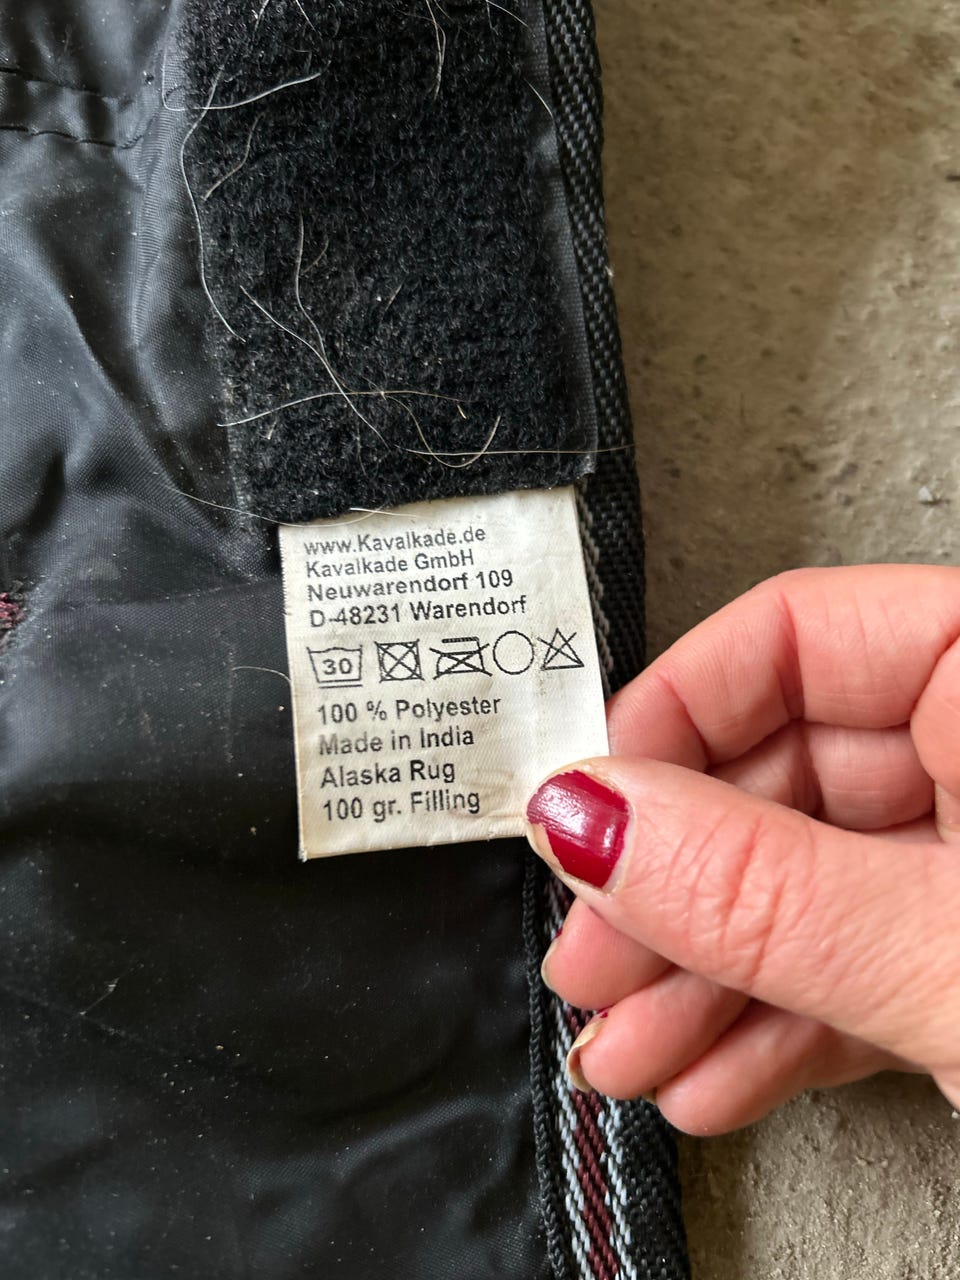 www.Kavalkade.de
Kavalkade GmbH
Neuwarendorf 109
D-48231 Warendorf
30
100 % Polyester
Made in India
Alaska Rug
100 gr. Filling